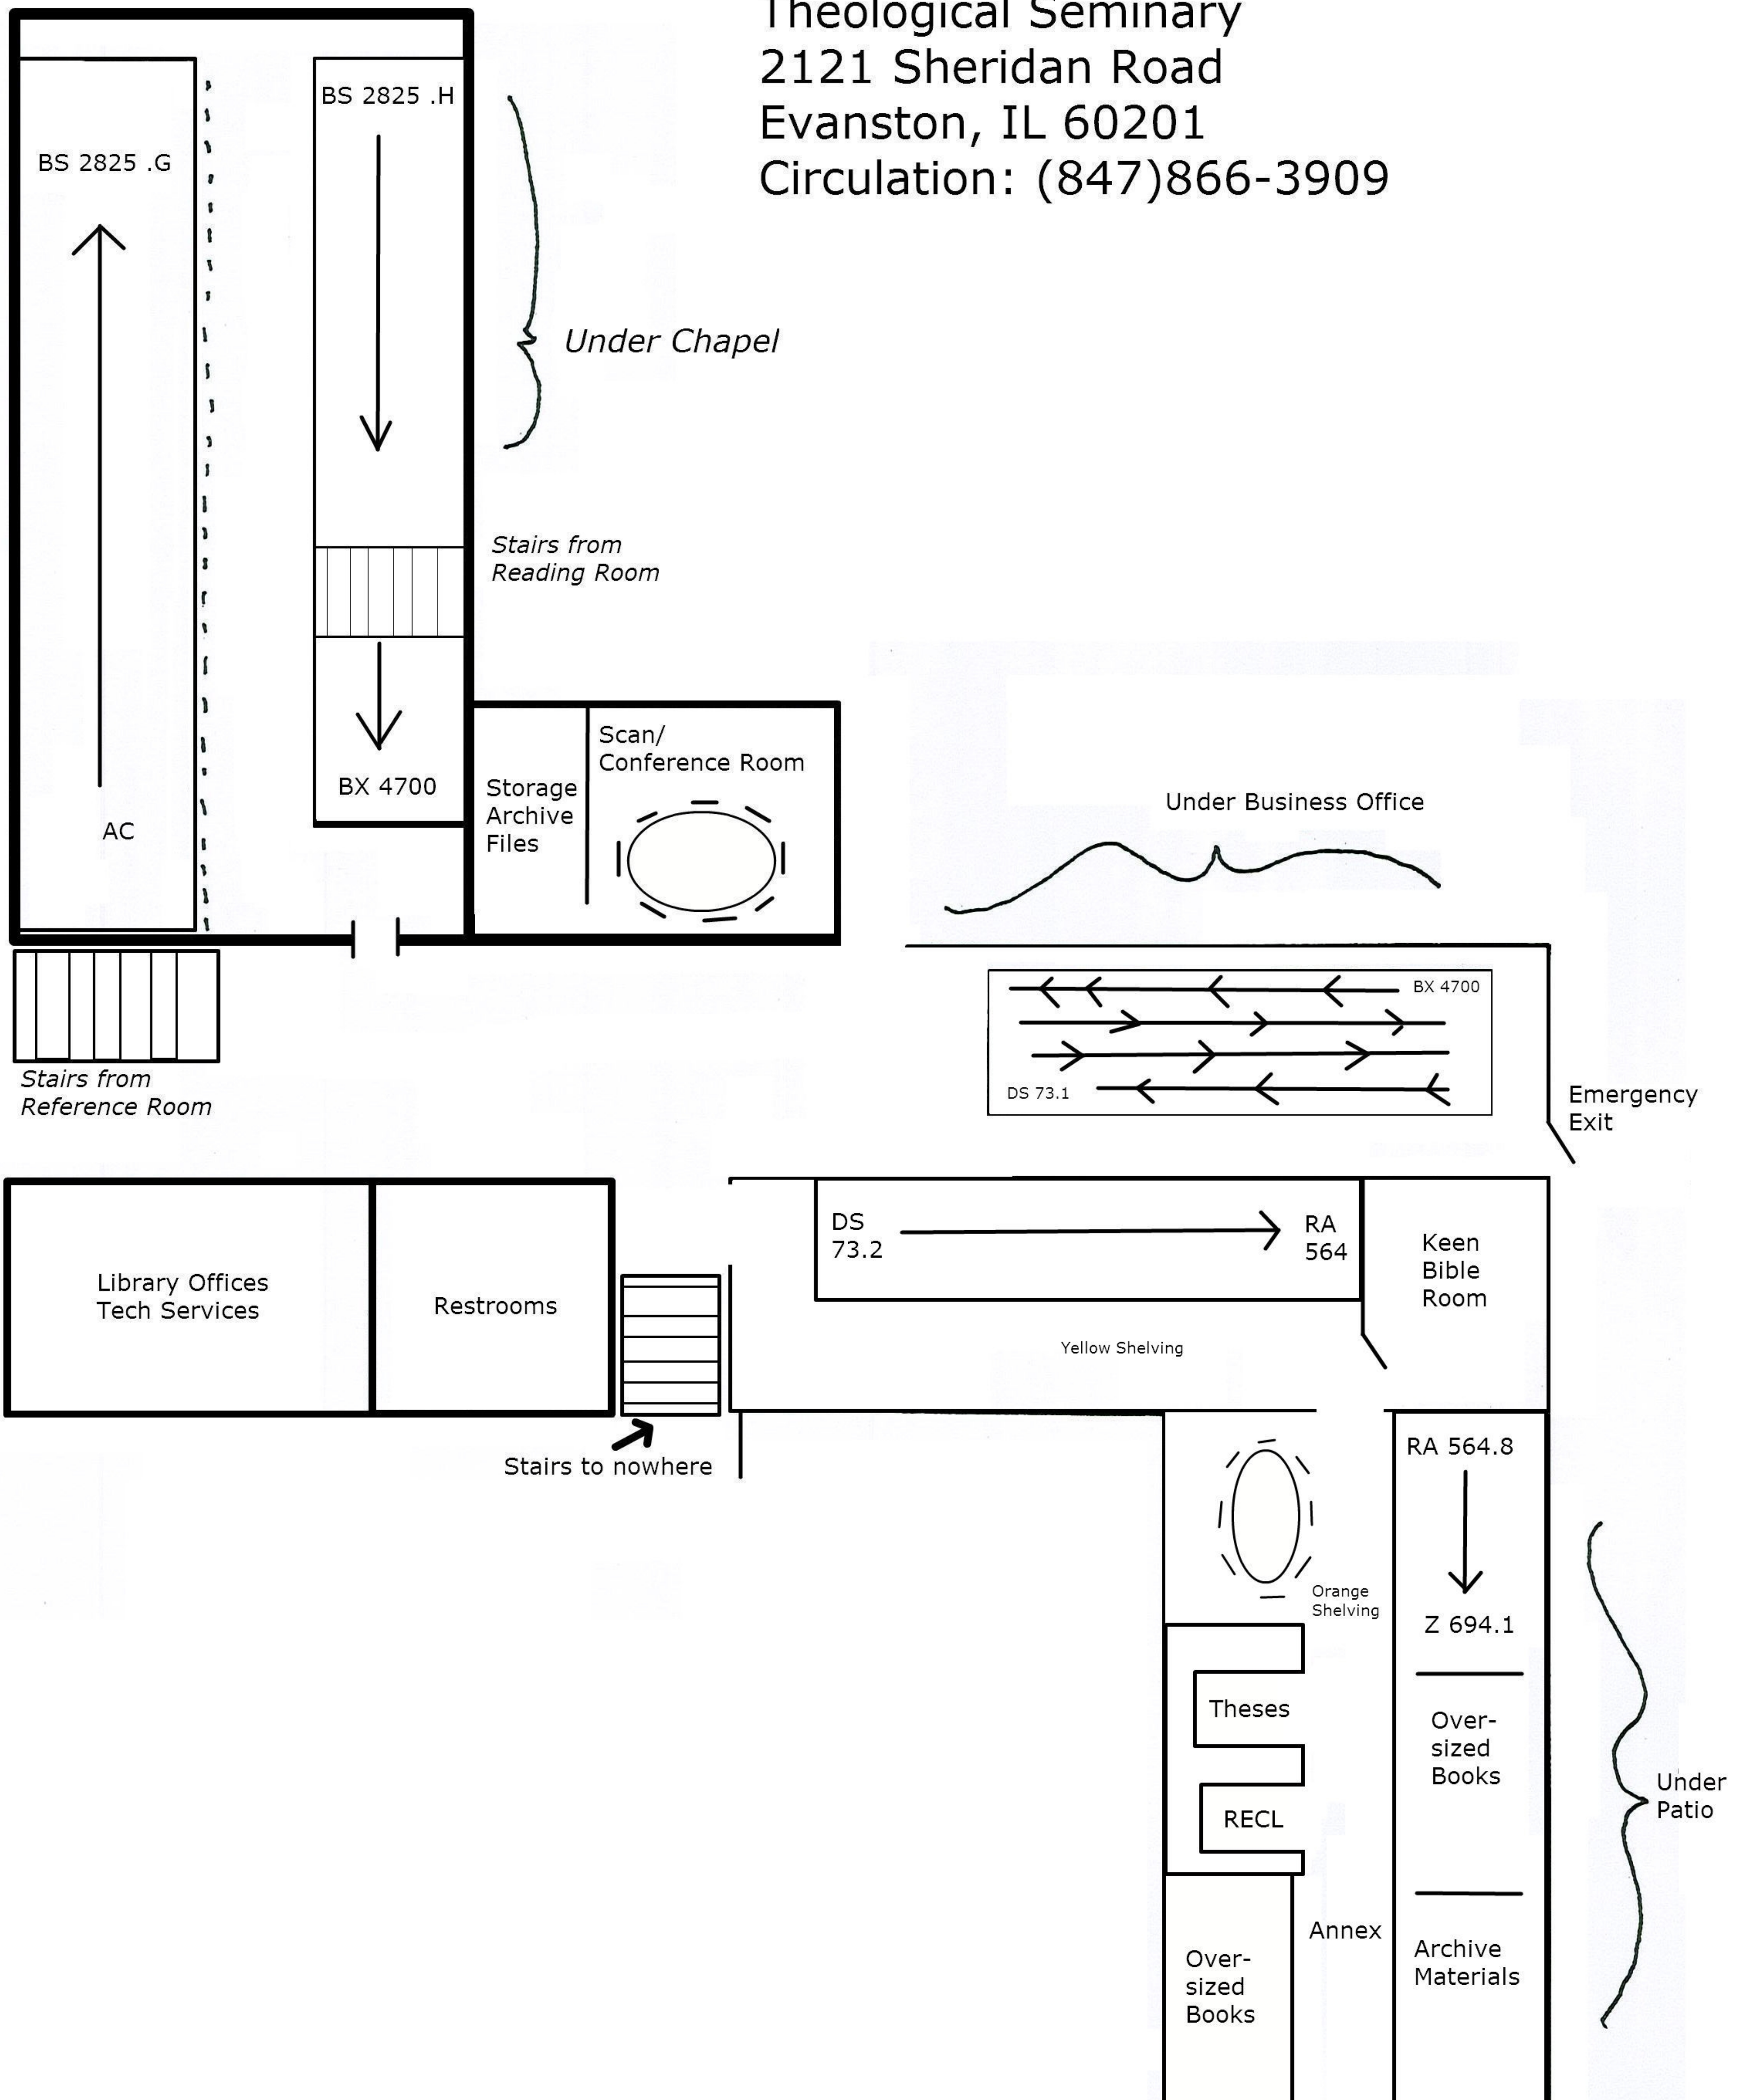 Theological Seminary
2121 Sheridan Road
Evanston, IL 60201
Circulation: (847)866-3909
BS 2825 .H
BS 2825 .G
Under Chapel
Stairs from
Reading Room
Scan/
Conference Room
Storage
Archive
Files
BX 4700
AC
Under Business Office
BX 4700
DS 73.1
Stairs from
Reference Room
Emergency
Exit
DS
73.2
RA
564
Keen
Bible
Room
Library Offices
Tech Services
Restrooms
Yellow Shelving
Stairs to nowhere
RA 564.8
Orange
Shelving
Z 694.1
Theses
Over-
sized
Books
Under
Patio
RECL
Annex
Archive
Materials
Over-
sized
Books